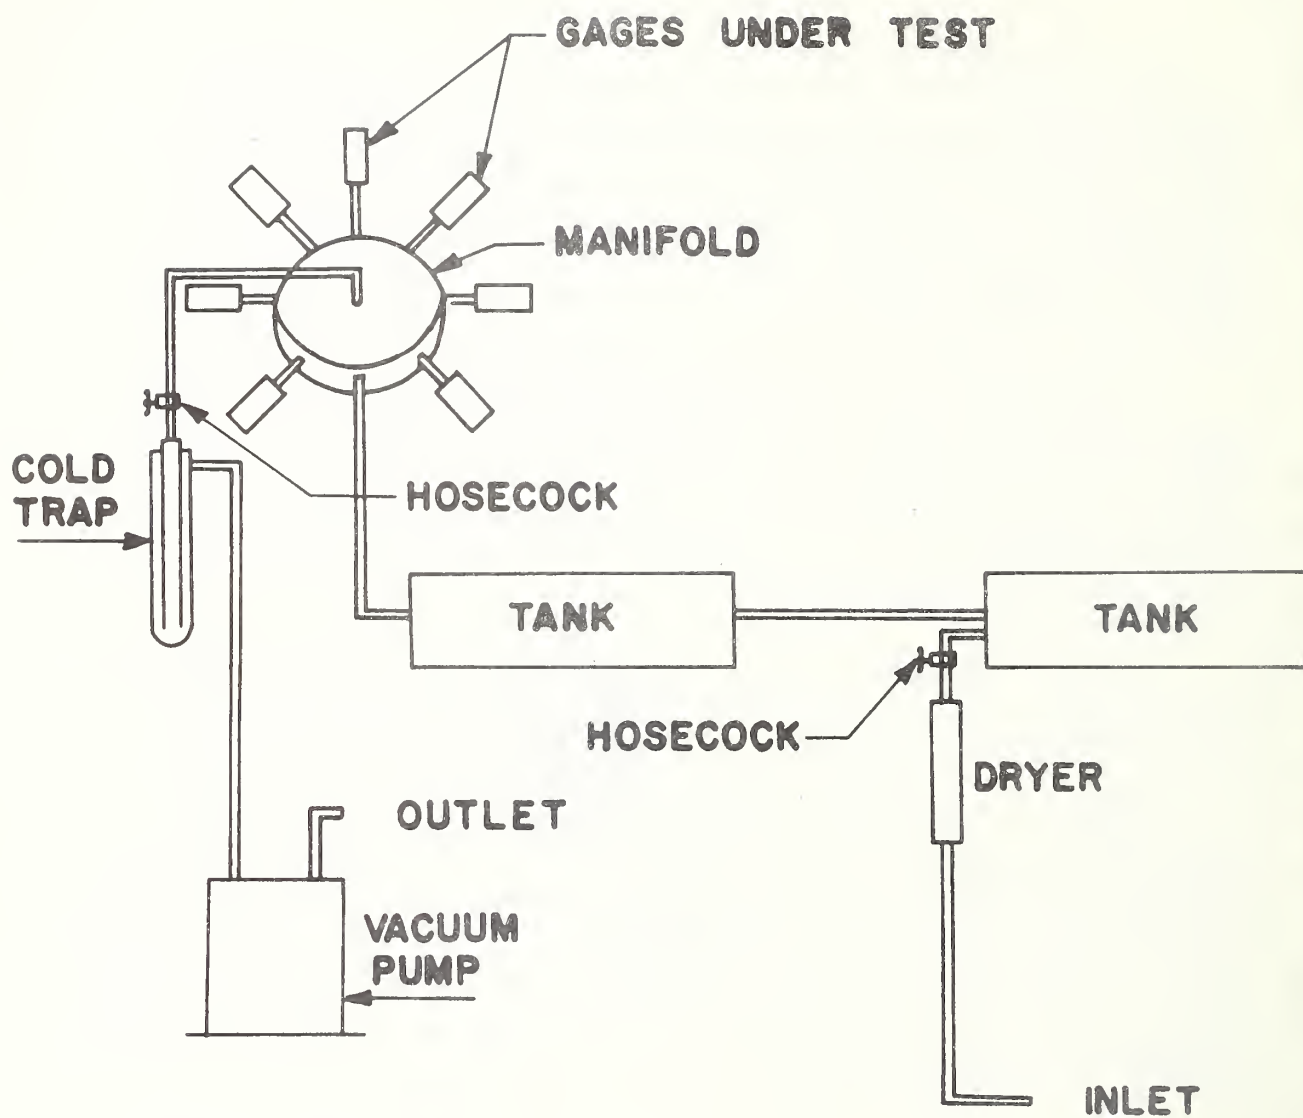 GAGES UNDER TEST
MANIFOLD
COLD
TRAP
HOSECOCK
TANK
TANK
HOSECOCK
DRYER
OUTLET
VACUUM
PUMP
INLET